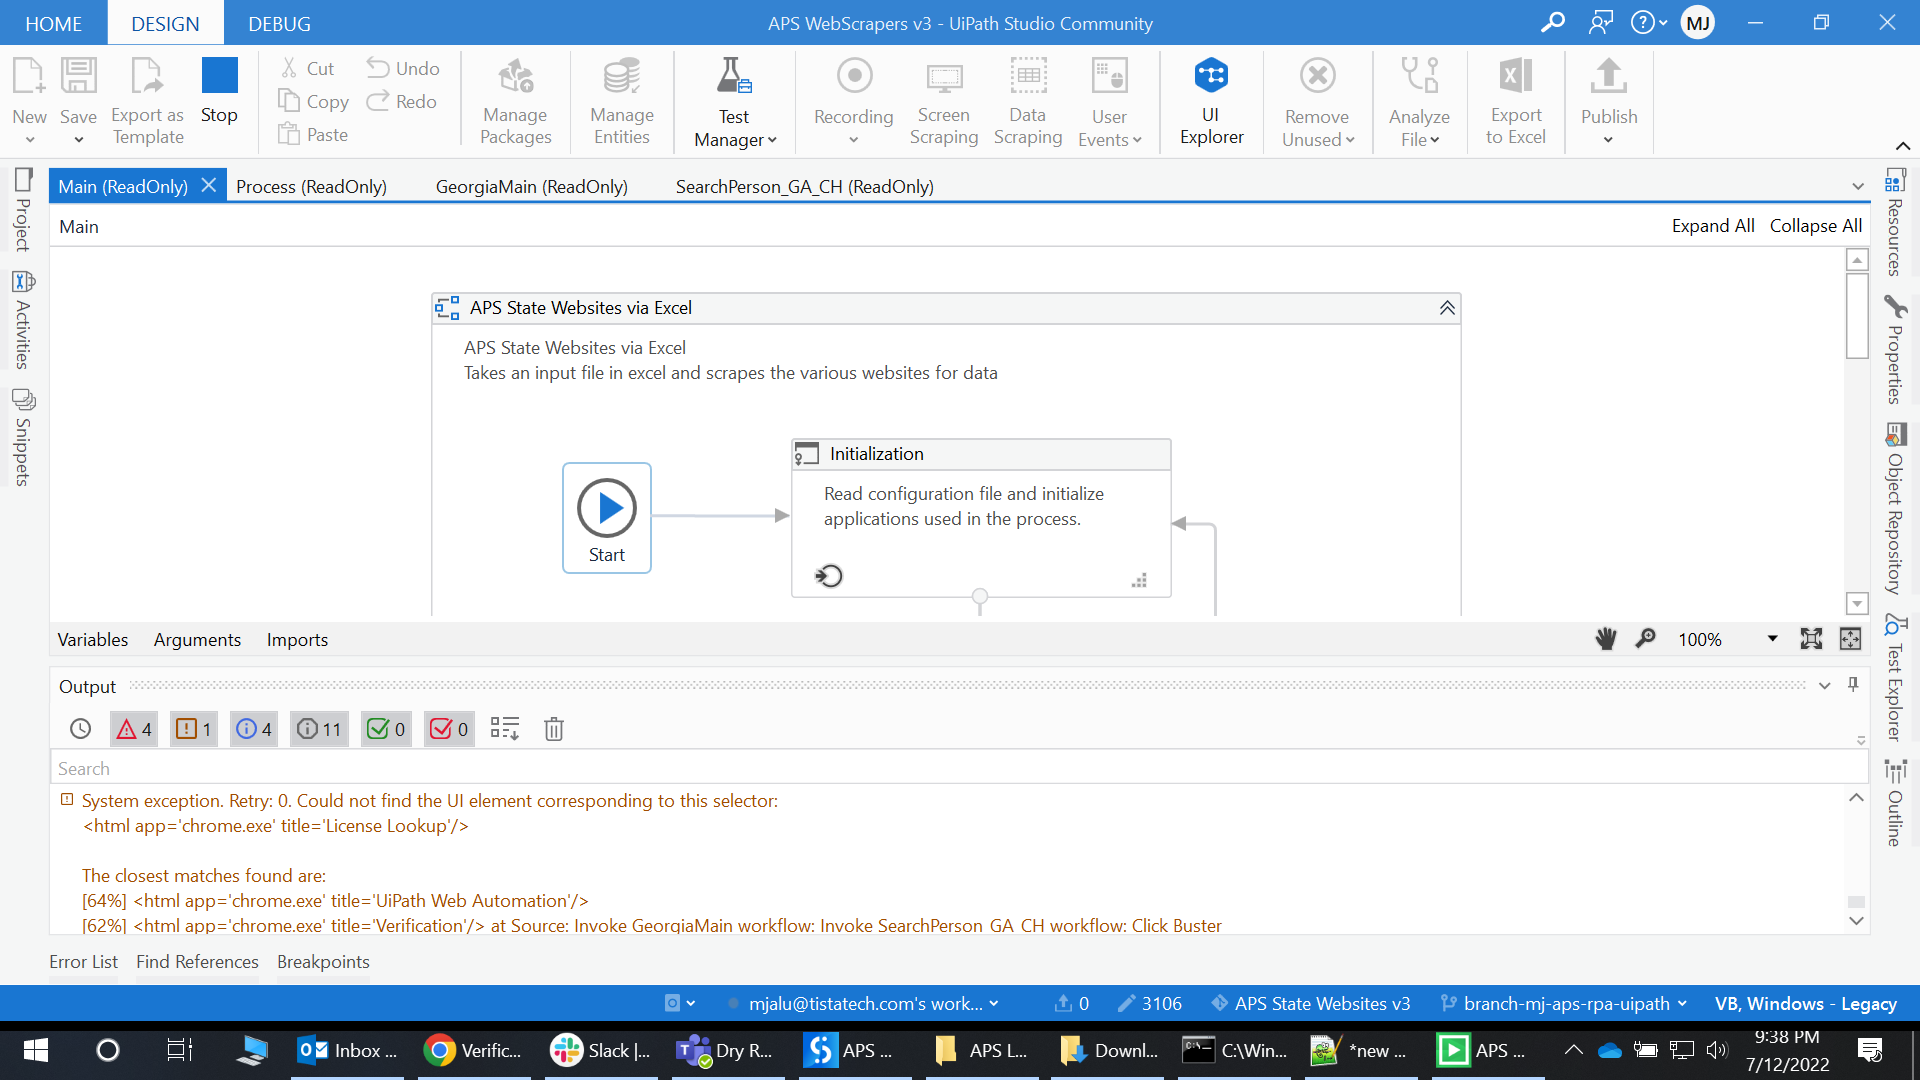 HOME DESIGN DEBUG APS WebScrapers v3 - UiPath Studio Community MJ
New Save Export as Template Stop Cut Copy Paste Undo Redo Manage Packages Manage Entities Test Manager Recording Screen Scraping Data Scraping User Events UI Explorer Remove Unused Analyze File Export to Excel Publish
Main (ReadOnly) Process (ReadOnly) GeorgiaMain (ReadOnly) SearchPerson_GA_CH (ReadOnly)
Main Expand All Collapse All
Project
Activities
Snippets
APS State Websites via Excel
APS State Websites via Excel
Takes an input file in excel and scrapes the various websites for data
Initialization
Read configuration file and initialize
applications used in the process.
Start
Resources
Properties
Object Repository
Test Explorer
Outline
Variables Arguments Imports 100%
Output
4 1 4 11 0 0
Search
System exception. Retry: 0. Could not find the UI element corresponding to this selector:
<html app='chrome.exe' title='License Lookup'/>
The closest matches found are:
[64%] <html app='chrome.exe' title='UiPath Web Automation'/>
[62%] <html app='chrome.exe' title='Verification'/> at Source: Invoke GeorgiaMain workflow: Invoke SearchPerson_GA_CH workflow: Click Buster
Error List Find References Breakpoints
mjalu@tistatech.com's work... 0 3106 APS State Websites v3 branch-mj-aps-rpa-uipath VB, Windows - Legacy
Inbox ... Verific... Slack |... Dry R... APS ... APS L... Downl... C:\Win... *new ... APS ... 9:38 PM
7/12/2022